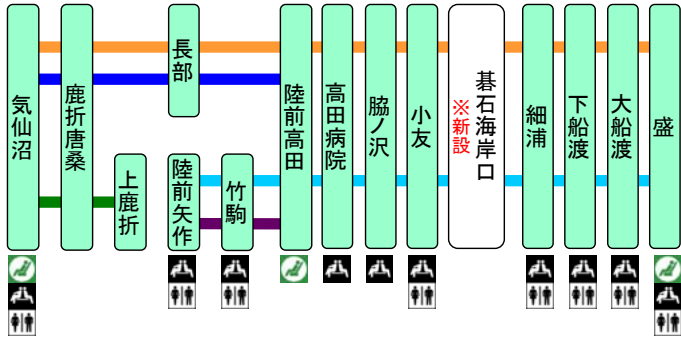 気仙沼
鹿折唐桑
上鹿折
長部
陸前矢作
竹駒
陸前高田
高田病院
脇ノ沢
小友
碁石海岸口
※新設
細浦
下船渡
大船渡
盛